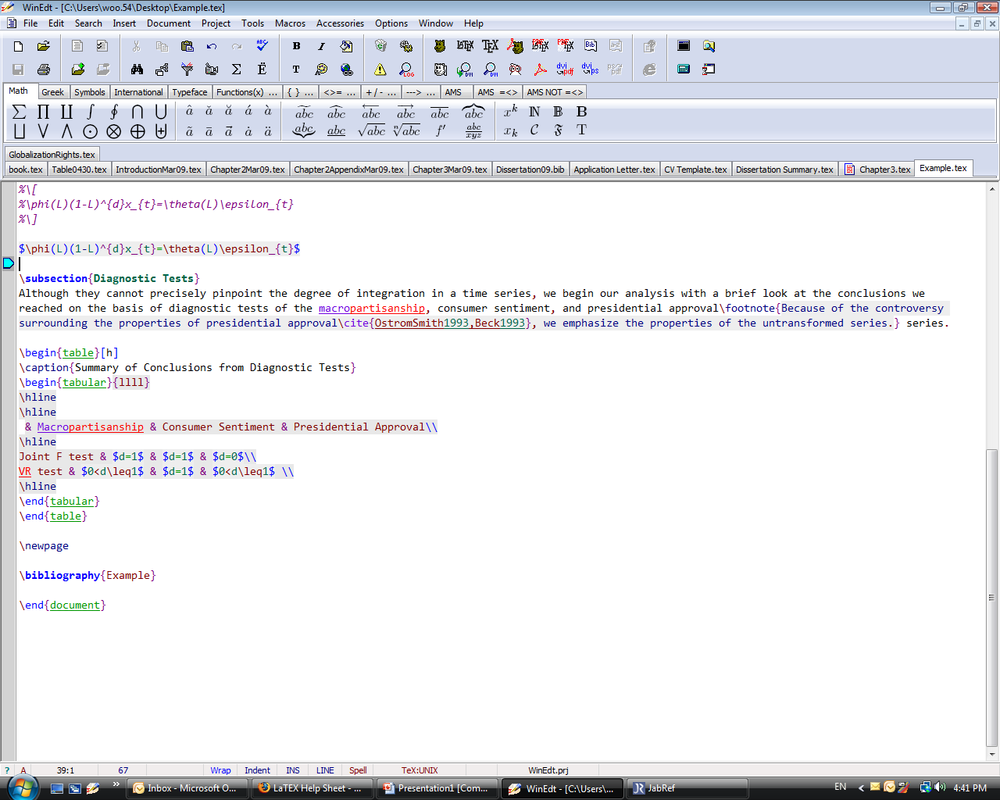 WinEdt - [C:\Users\woo.54\Desktop\Example.tex]
File Edit Search Insert Document Project Tools Macros Accessories Options Window Help
Math Greek Symbols International Typeface Functions(x) ... { } ... <>= ... + / - ... ---> ... AMS AMS =<> AMS NOT =<>
GlobalizationRights.tex
book.tex Table0430.tex IntroductionMar09.tex Chapter2Mar09.tex Chapter2AppendixMar09.tex Chapter3Mar09.tex Dissertation09.bib Application Letter.tex CV Template.tex Dissertation Summary.tex Chapter3.tex Example.tex
%\[
%\phi(L)(1-L)^{d}x_{t}=\theta(L)\epsilon_{t}
%\]
$\phi(L)(1-L)^{d}x_{t}=\theta(L)\epsilon_{t}$
\subsection{Diagnostic Tests}
Although they cannot precisely pinpoint the degree of integration in a time series, we begin our analysis with a brief look at the conclusions we
reached on the basis of diagnostic tests of the macropartisanship, consumer sentiment, and presidential approval\footnote{Because of the controversy
surrounding the properties of presidential approval\cite{OstromSmith1993,Beck1993}, we emphasize the properties of the untransformed series.} series.
\begin{table}[h]
\caption{Summary of Conclusions from Diagnostic Tests}
\begin{tabular}{llll}
\hline
\hline
& Macropartisanship & Consumer Sentiment & Presidential Approval\\
\hline
Joint F test & $d=1$ & $d=1$ & $d=0$\\
VR test & $0<d\leq1$ & $d=1$ & $0<d\leq1$ \\
\hline
\end{tabular}
\end{table}
\newpage
\bibliography{Example}
\end{document}
? A 39:1 67 Wrap Indent INS LINE Spell TeX:UNIX WinEdt.prj
Inbox - Microsoft O... LaTEX Help Sheet - ... Presentation1 [Com... WinEdt - [C:\Users\... JabRef EN 4:41 PM